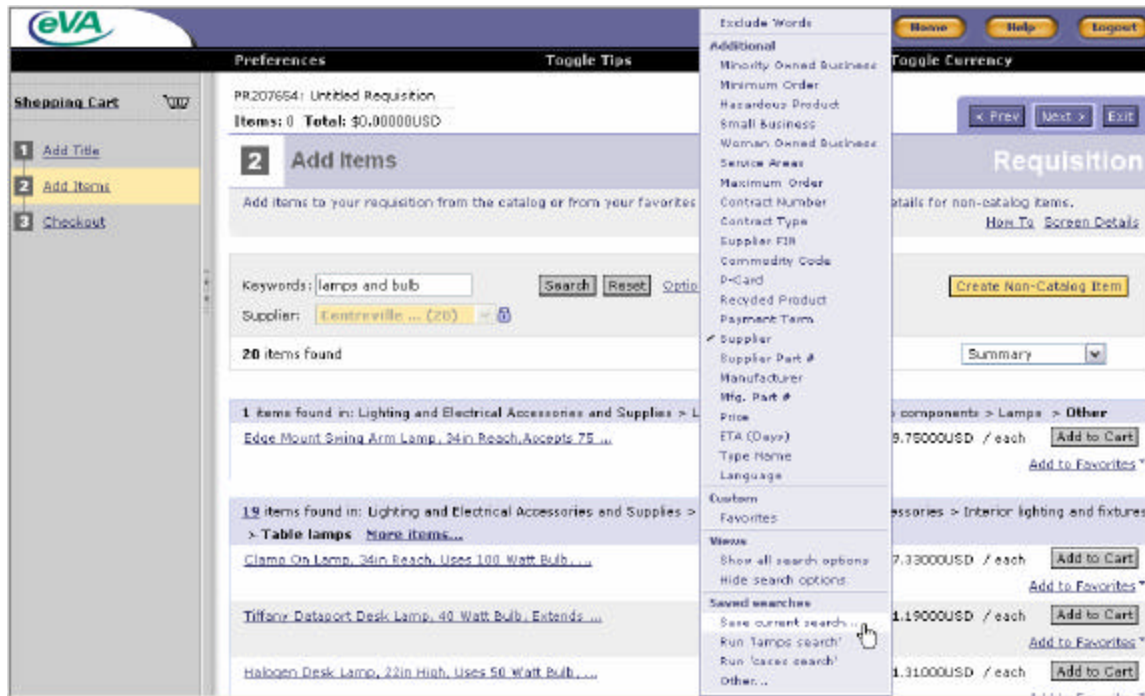 eVA
Home Help Logout
Preferences Toggle Tips Toggle Currency
Shopping Cart
1 Add Title
2 Add Items
3 Checkout
PR207654: Untitled Requisition
Items: 0 Total: $0.00000USD
< Prev Next > Exit
2 Add Items
Requisition
Add items to your requisition from the catalog or from your favorites
etails for non-catalog items.
How To Screen Details
Keywords: lamps and bulb Search Reset Optio
Create Non-Catalog Item
Supplier: Centreville ... (20)
20 items found
Summary
1 items found in: Lighting and Electrical Accessories and Supplies > L
components > Lamps > Other
Edge Mount Swing Arm Lamp, 34in Reach,Accepts 75 ...
9.75000USD / each Add to Cart
Add to Favorites
19 items found in: Lighting and Electrical Accessories and Supplies >
essories > Interior lighting and fixtures
> Table lamps More items...
Clamp On Lamp, 34in Reach, Uses 100 Watt Bulb, ...
7.33000USD / each Add to Cart
Add to Favorites
Tiffany Dataport Desk Lamp, 40 Watt Bulb, Extends ...
1.19000USD / each Add to Cart
Add to Favorites
Halogen Desk Lamp, 22in High, Uses 50 Watt Bulb, ...
1.31000USD / each Add to Cart
Exclude Words
Additional
Minority Owned Business
Minimum Order
Hazardous Product
Small Business
Woman Owned Business
Service Areas
Maximum Order
Contract Number
Contract Type
Supplier
Commodity Code
P-Card
Recycled Product
Payment Term
Supplier
Supplier Part #
Manufacturer
Mfg. Part #
Price
ETA (Days)
Type Name
Language
Custom
Favorites
Views
Show all search options
Hide search options
Saved searches
Save current search...
Run 'lamps search'
Run 'cases search'
Other...